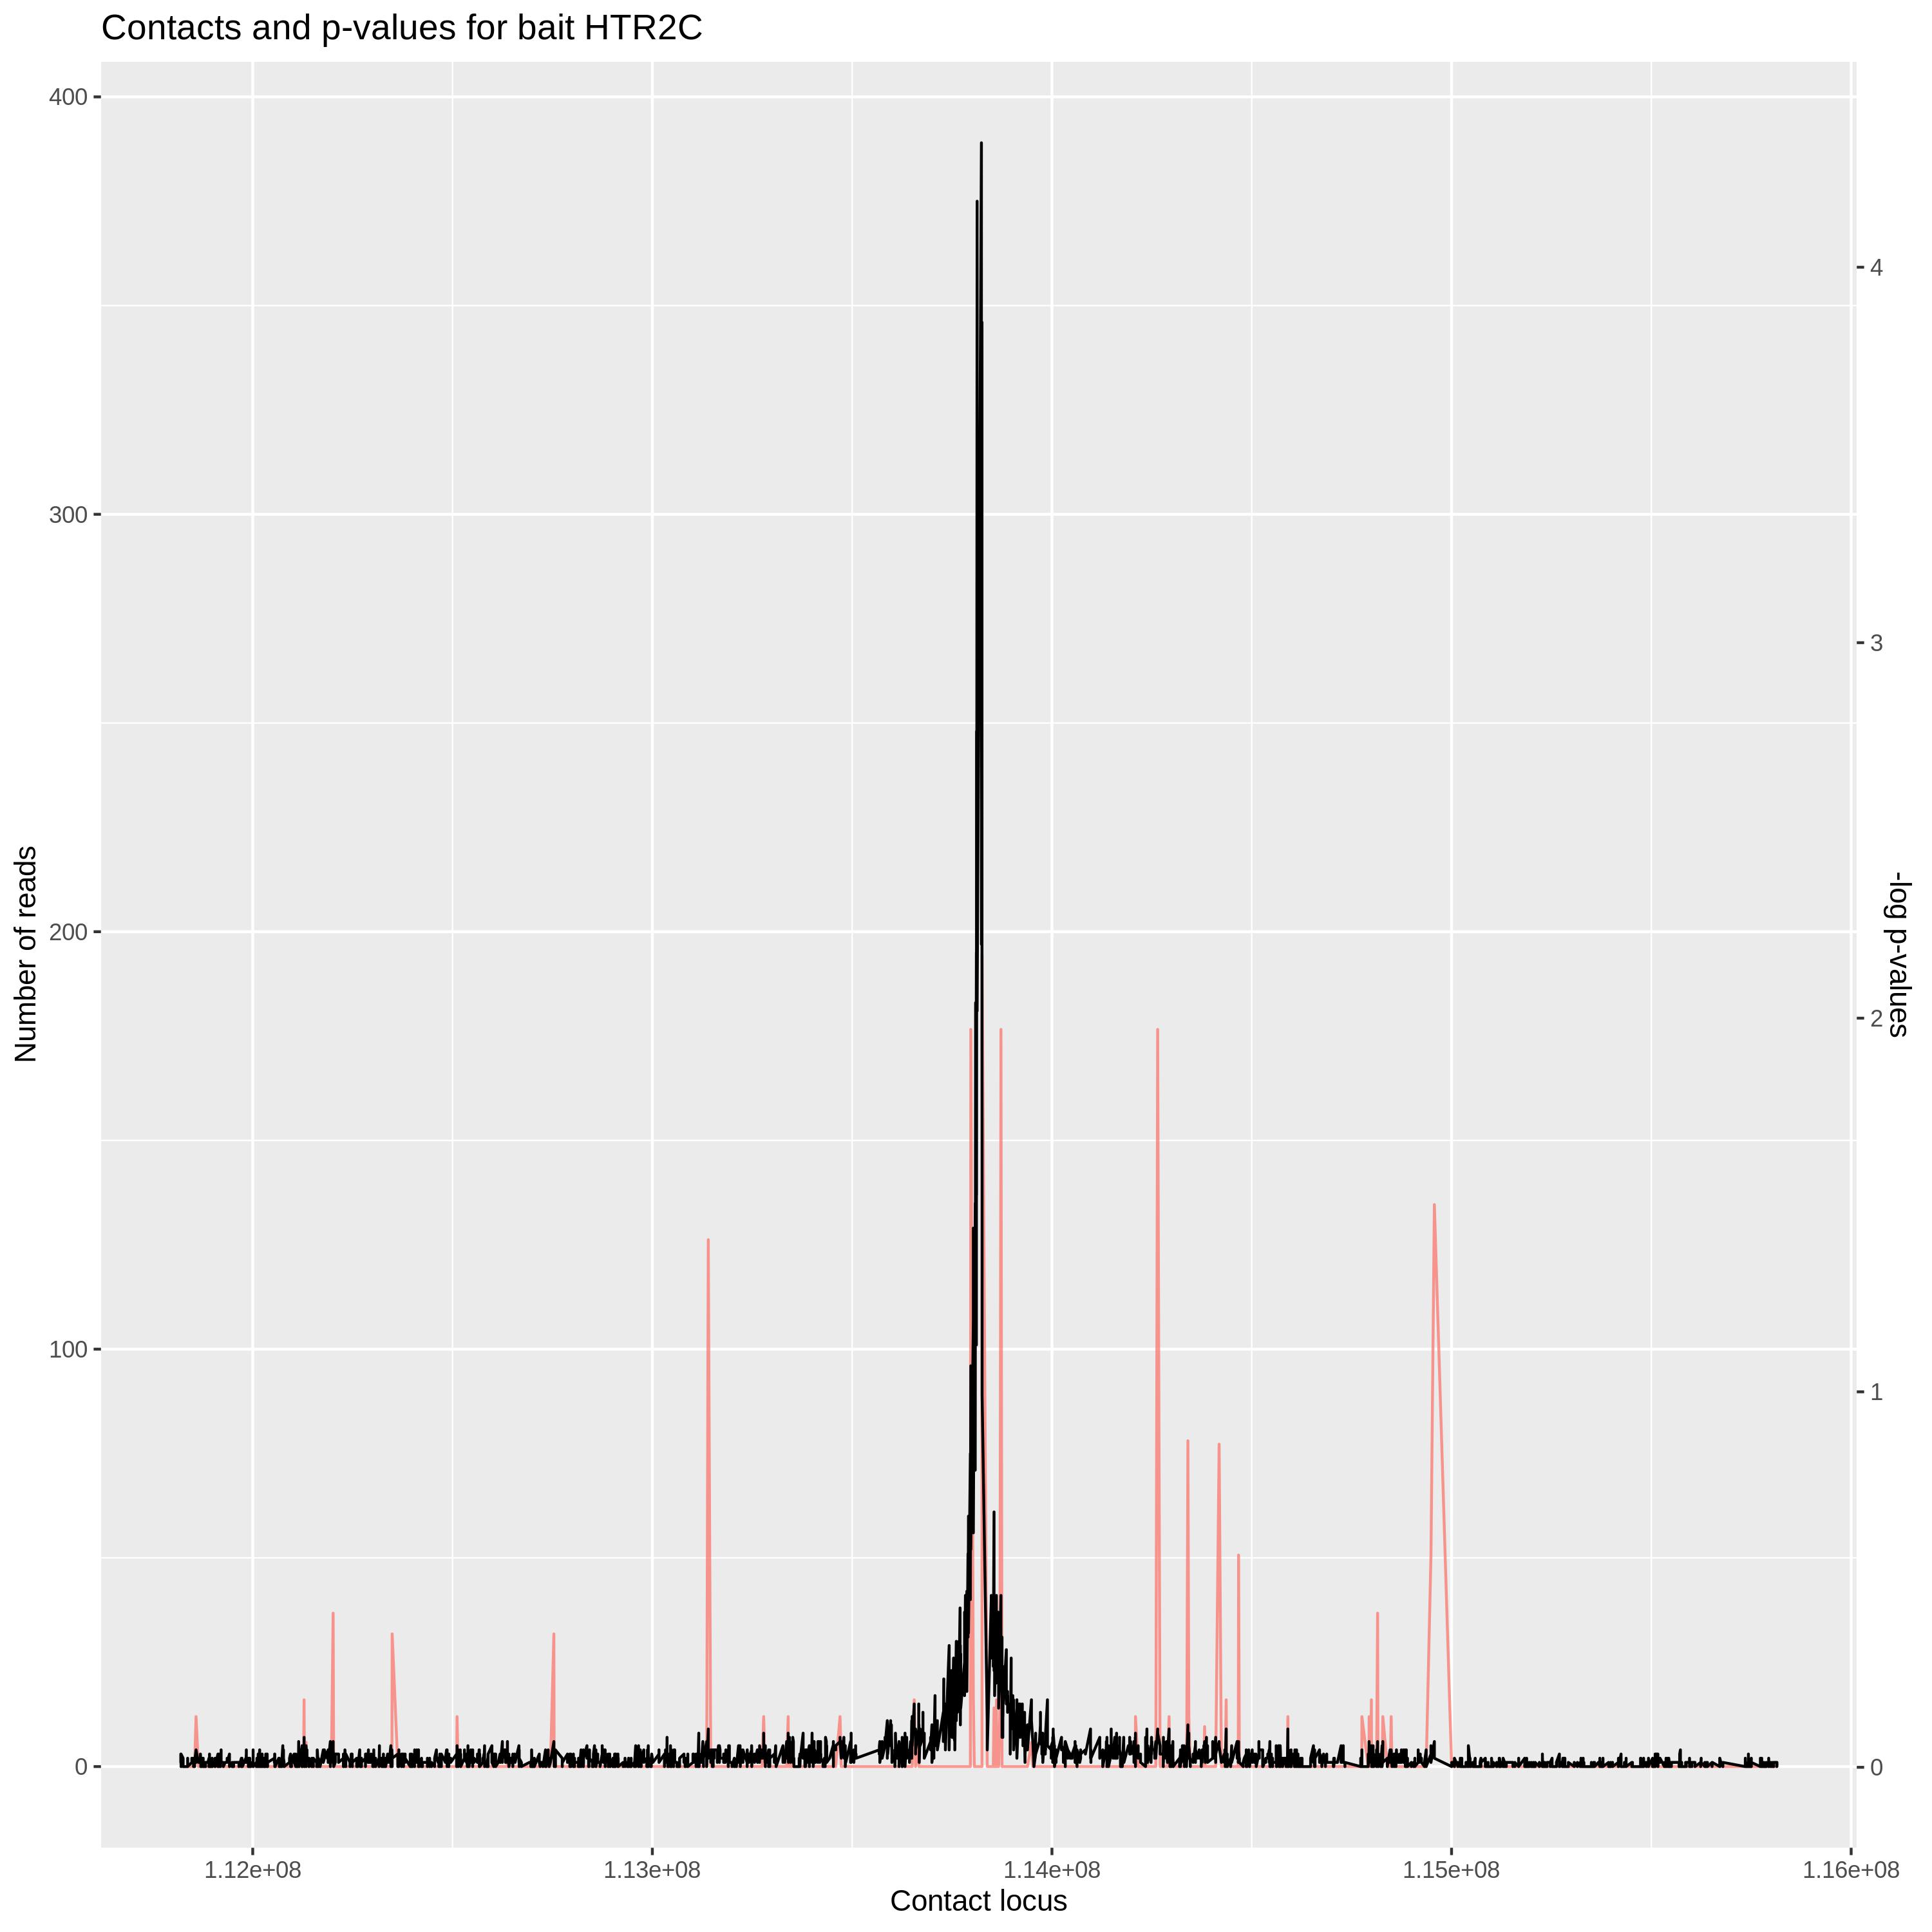 Contacts and p-values for bait HTR2C
400
300
200
100
0
Number of reads
4
3
2
1
0
-log p-values
1.12e+08
1.13e+08
1.14e+08
1.15e+08
1.16e+08
Contact locus